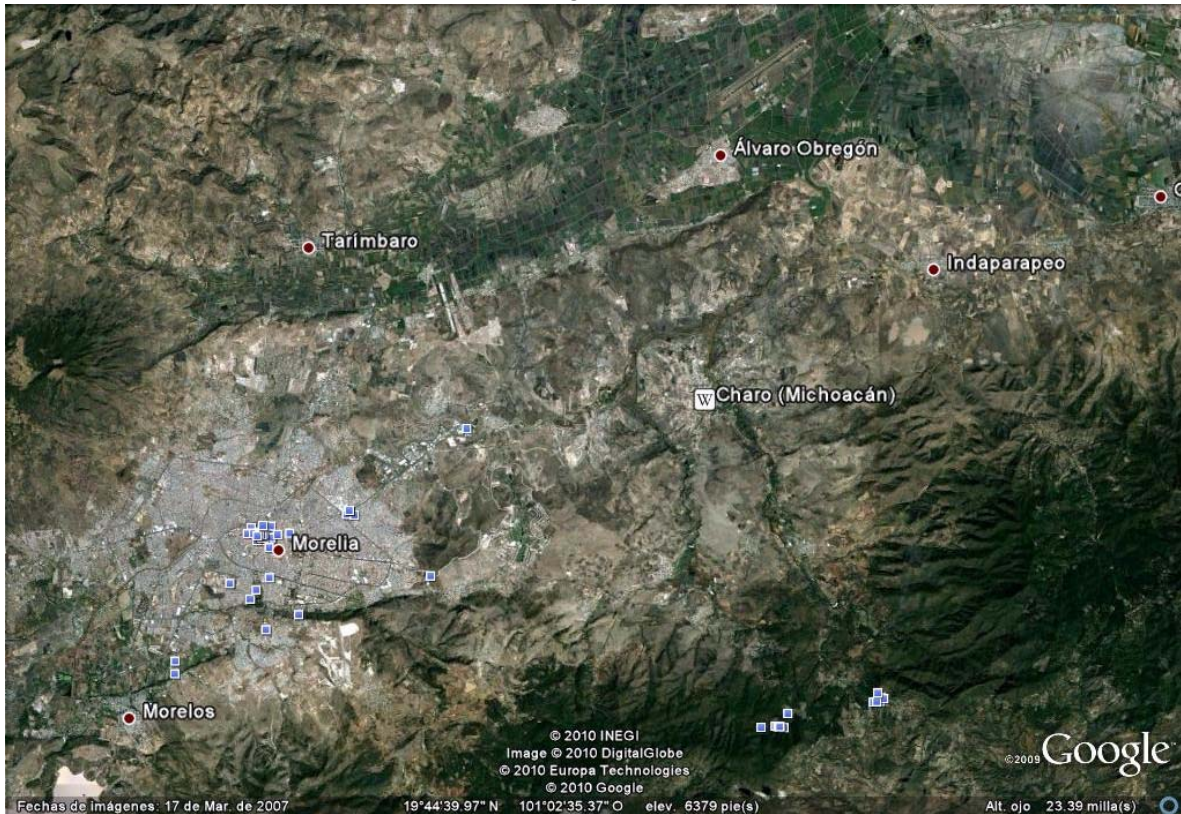 Álvaro Obregón
Tarímbaro
Indaparapeo
W Charo (Michoacán)
Morelia
Morelos
© 2010 INEGI
Image © 2010 DigitalGlobe
© 2010 Europa Technologies
© 2010 Google
©2009 Google
Fechas de imágenes: 17 de Mar. de 2007 19°44'39.97" N 101°02'35.37" O elev. 6379 pie(s) Alt. ojo 23.39 milla(s)